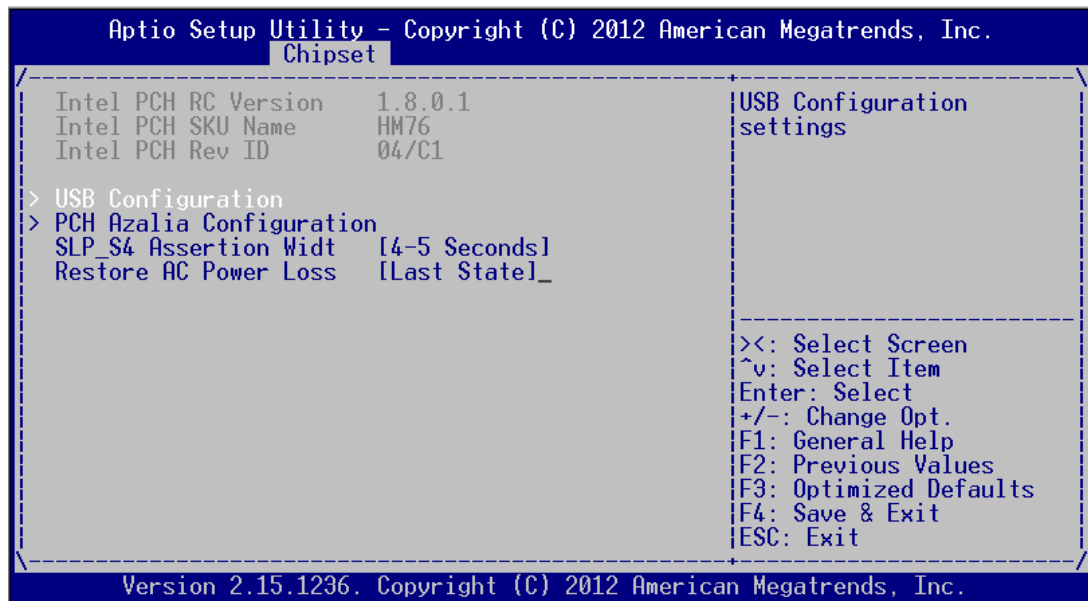 Aptio Setup Utility - Copyright (C) 2012 American Megatrends, Inc.
Chipset
Intel PCH RC Version 1.8.0.1
Intel PCH SKU Name HM76
Intel PCH Rev ID 04/C1
> USB Configuration
> PCH Azalia Configuration
SLP_S4 Assertion Widt [4-5 Seconds]
Restore AC Power Loss [Last State]_
USB Configuration
settings
><: Select Screen
^v: Select Item
Enter: Select
+/-: Change Opt.
F1: General Help
F2: Previous Values
F3: Optimized Defaults
F4: Save & Exit
ESC: Exit
Version 2.15.1236. Copyright (C) 2012 American Megatrends, Inc.